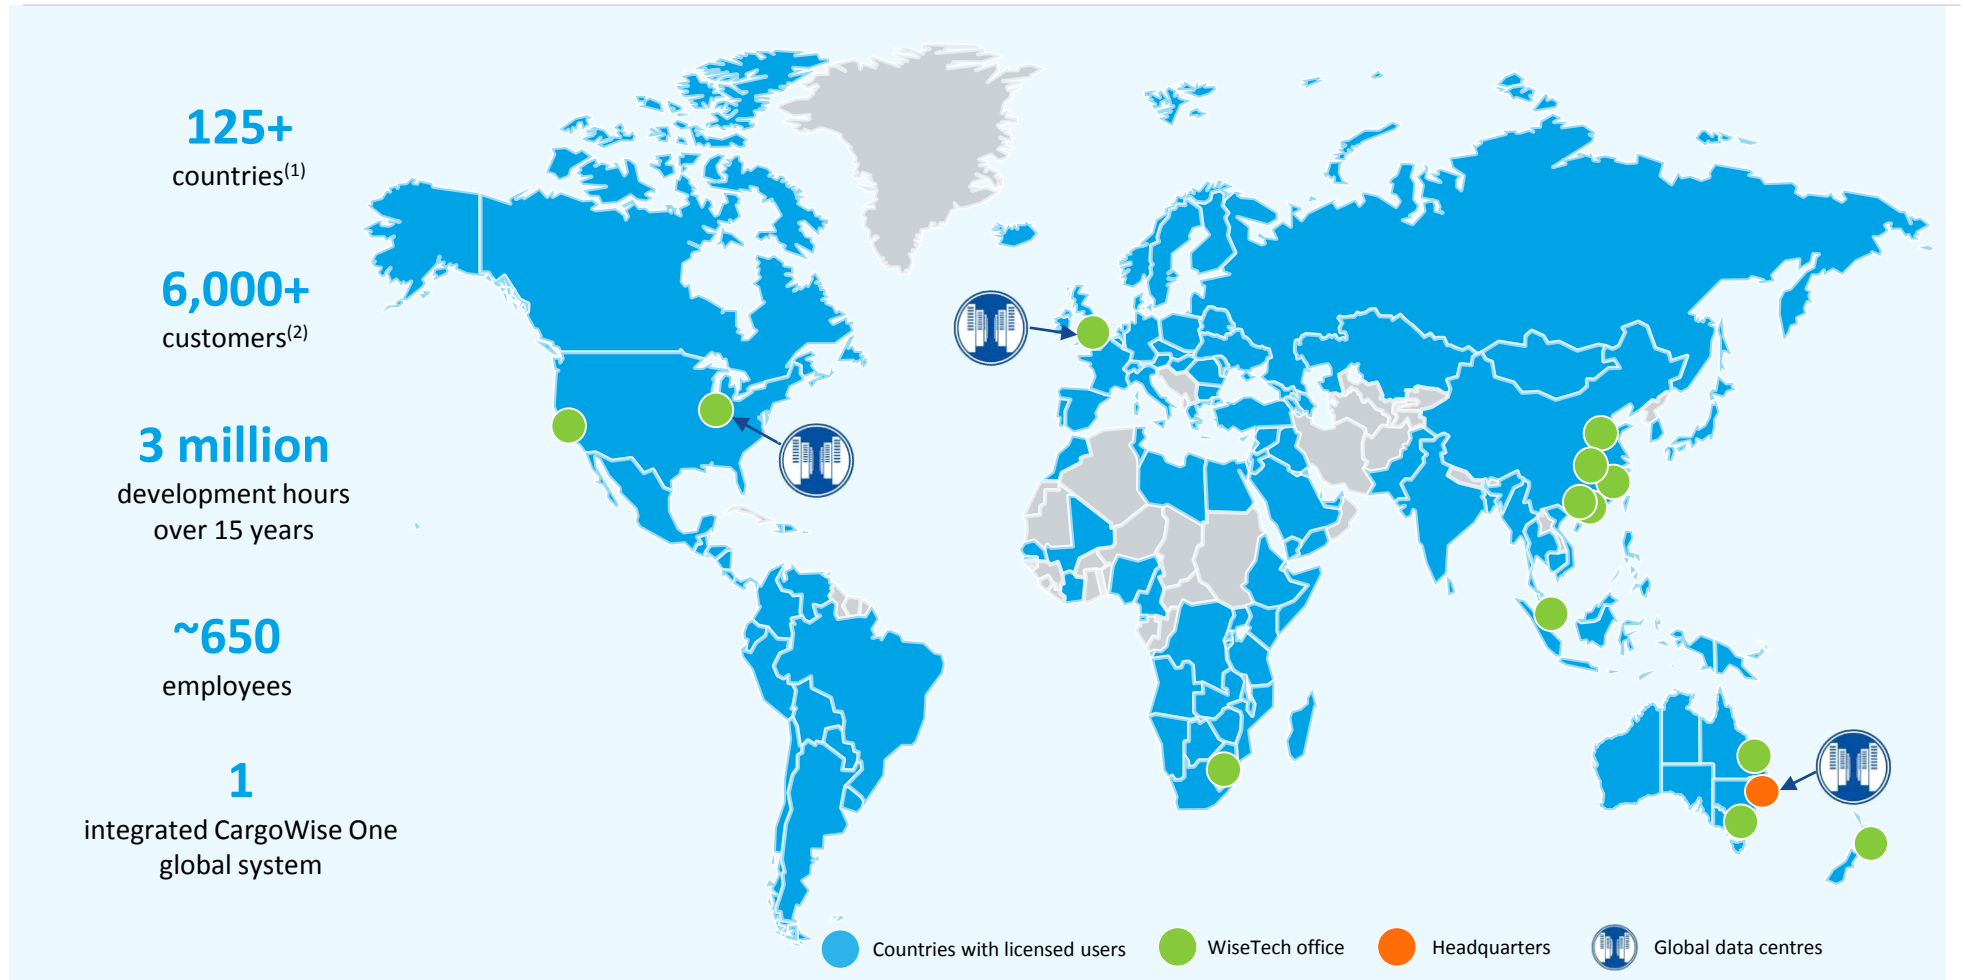 125+
countries(1)
6,000+
customers(2)
3 million
development hours
over 15 years
~650
employees
1
integrated CargoWise One
global system
Countries with licensed users
WiseTech office
Headquarters
Global data centres